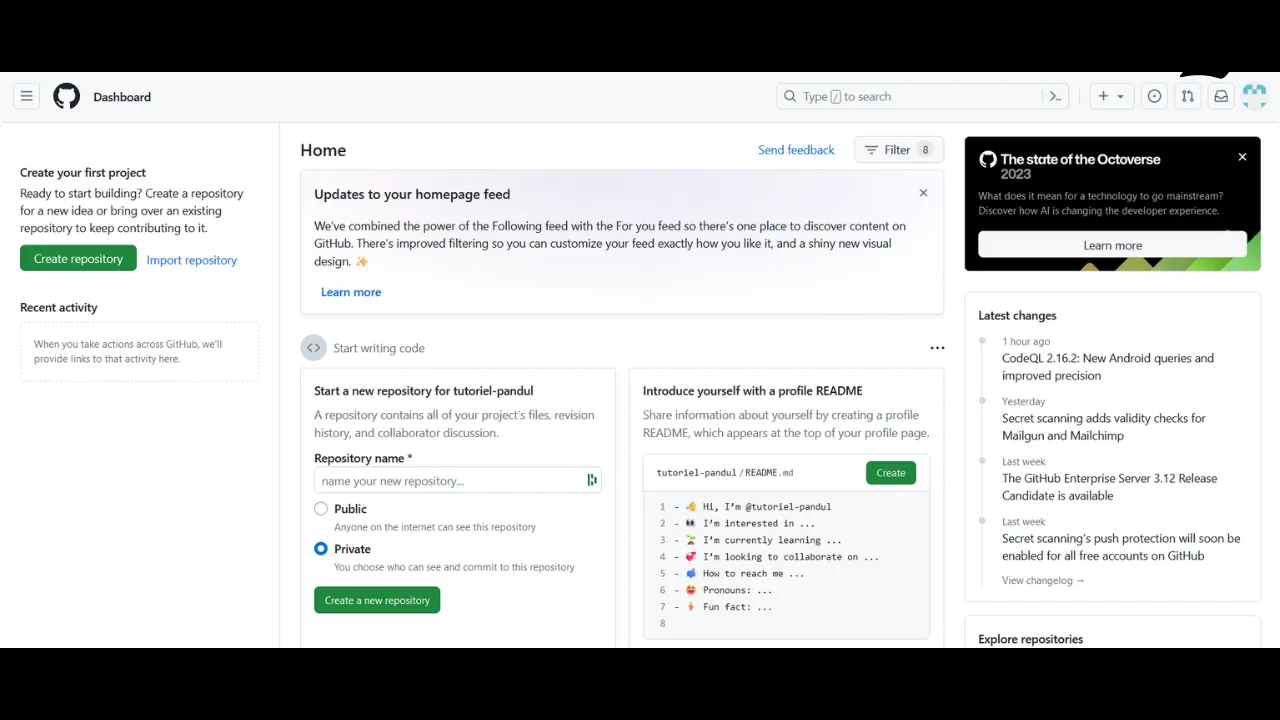 Dashboard
Type / to search
Create your first project
Ready to start building? Create a repository
for a new idea or bring over an existing
repository to keep contributing to it.
Create repository
Import repository
Recent activity
When you take actions across GitHub, we'll
provide links to that activity here.
Home
Send feedback
Filter 8
Updates to your homepage feed
We've combined the power of the Following feed with the For you feed so there's one place to discover content on
GitHub. There's improved filtering so you can customize your feed exactly how you like it, and a shiny new visual
design. ✨
Learn more
Start writing code
Start a new repository for tutoriel-pandul
A repository contains all of your project's files, revision
history, and collaborator discussion.
Repository name *
name your new repository...
Public
Anyone on the internet can see this repository
Private
You choose who can see and commit to this repository
Create a new repository
Introduce yourself with a profile README
Share information about yourself by creating a profile
README, which appears at the top of your profile page.
tutoriel-pandul / README.md
Create
1 - 👋 Hi, I'm @tutoriel-pandul
2 - 👀 I'm interested in ...
3 - 🌱 I'm currently learning ...
4 - 💞️ I'm looking to collaborate on ...
5 - 📫 How to reach me ...
6 - 😄 Pronouns: ...
7 - ⚡ Fun fact: ...
8
The state of the Octoverse
2023
What does it mean for a technology to go mainstream?
Discover how AI is changing the developer experience.
Learn more
Latest changes
1 hour ago
CodeQL 2.16.2: New Android queries and
improved precision
Yesterday
Secret scanning adds validity checks for
Mailgun and Mailchimp
Last week
The GitHub Enterprise Server 3.12 Release
Candidate is available
Last week
Secret scanning's push protection will soon be
enabled for all free accounts on GitHub
View changelog →
Explore repositories